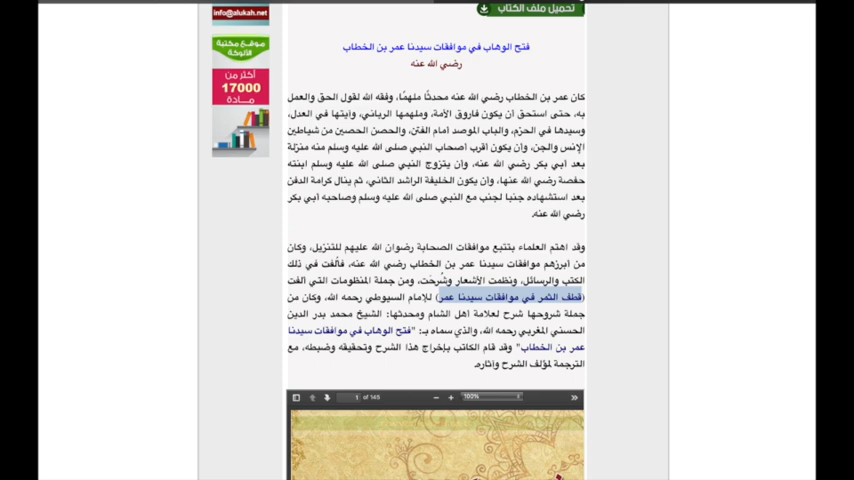 تحميل ملف الكتاب
info@alukah.net
موقع مكتبة
الألوكة
أكثر من
17000
مادة
فتح الوهاب في موافقات سيدنا عمر بن الخطاب
رضي الله عنه
كان عمر بن الخطاب رضي الله عنه محدثًا ملهمًا، وفقه الله لقول الحق والعمل
به، حتى استحق أن يكون فاروق الأمة، وملهمها الرباني، وآيتها في العدل،
وسيدها في الحزم، والباب الموصد أمام الفتن، والحصن الحصين من شياطين
الإنس والجن، وأن يكون أقرب أصحاب النبي صلى الله عليه وسلم منه منزلة
بعد أبي بكر رضي الله عنه، وأن يتزوج النبي صلى الله عليه وسلم ابنته
حفصة رضي الله عنها، وأن يكون الخليفة الراشد الثاني، ثم ينال كرامة الدفن
بعد استشهاده جنبا لجنب مع النبي صلى الله عليه وسلم وصاحبه أبي بكر
رضي الله عنه.
وقد اهتم العلماء بتتبع موافقات الصحابة رضوان الله عليهم للتنزيل، وكان
من أبرزهم موافقات سيدنا عمر بن الخطاب رضي الله عنه، فألفت في ذلك
الكتب والرسائل، ونظمت الأشعار وشُرحَت، ومن جملة المنظومات التي ألفت
(قطف الثمر في موافقات سيدنا عمر) للإمام السيوطي رحمه الله، وكان من
جملة شروحها شرح لعلامة أهل الشام ومحدثها: الشيخ محمد بدر الدين
الحسني المغربي رحمه الله، والذي سماه بـ: "فتح الوهاب في موافقات سيدنا
عمر بن الخطاب" وقد قام الكاتب بإخراج هذا الشرح وتحقيقه وضبطه، مع
الترجمة لمؤلف الشرح وآثاره.
1 of 145
100%